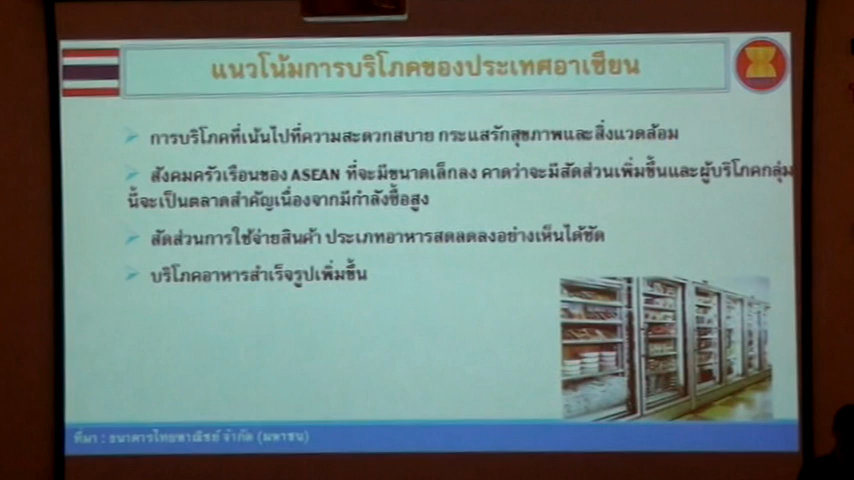 แนวโน้มการบริโภคของประเทศอาเซียน
การบริโภคที่เน้นไปที่ความสะดวกสบาย กระแสรักสุขภาพและสิ่งแวดล้อม
สังคมครัวเรือนของ ASEAN ที่จะมีขนาดเล็กลง คาดว่าจะมีสัดส่วนเพิ่มขึ้นและผู้บริโภคกลุ่ม
นี้จะเป็นตลาดสำคัญเนื่องจากมีกำลังซื้อสูง
สัดส่วนการใช้จ่ายสินค้า ประเภทอาหารสดลดลงอย่างเห็นได้ชัด
บริโภคอาหารสำเร็จรูปเพิ่มขึ้น
ที่มา : ธนาคารไทยพาณิชย์ จำกัด (มหาชน)